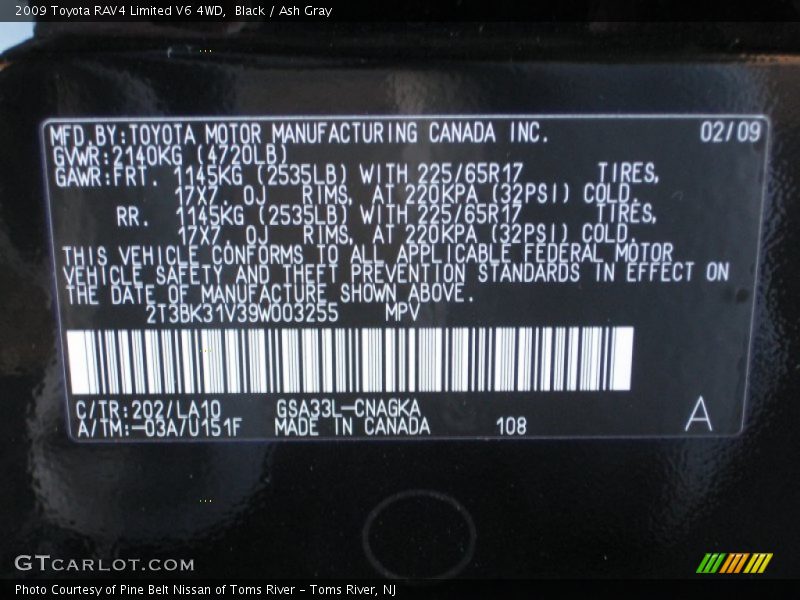 2009 Toyota RAV4 Limited V6 4WD,  Black / Ash Gray
MFD.BY:TOYOTA MOTOR MANUFACTURING CANADA INC. 02/09
GVWR:2140KG (4720LB)
GAWR:FRT. 1145KG (2535LB) WITH 225/65R17 TIRES,
17X7. 0J RIMS, AT 220KPA (32PSI) COLD.
RR. 1145KG (2535LB) WITH 225/65R17 TIRES,
17X7. 0J RIMS, AT 220KPA (32PSI) COLD.
THIS VEHICLE CONFORMS TO ALL APPLICABLE FEDERAL MOTOR
VEHICLE SAFETY AND THEFT PREVENTION STANDARDS IN EFFECT ON
THE DATE OF MANUFACTURE SHOWN ABOVE.
2T3BK31V39W003255 MPV
C/TR:202/LA10 GSA33L-CNAGKA
A/TM:-03A/U151F MADE IN CANADA 108 A
GTCARLOT.COM
Photo Courtesy of Pine Belt Nissan of Toms River – Toms River, NJ